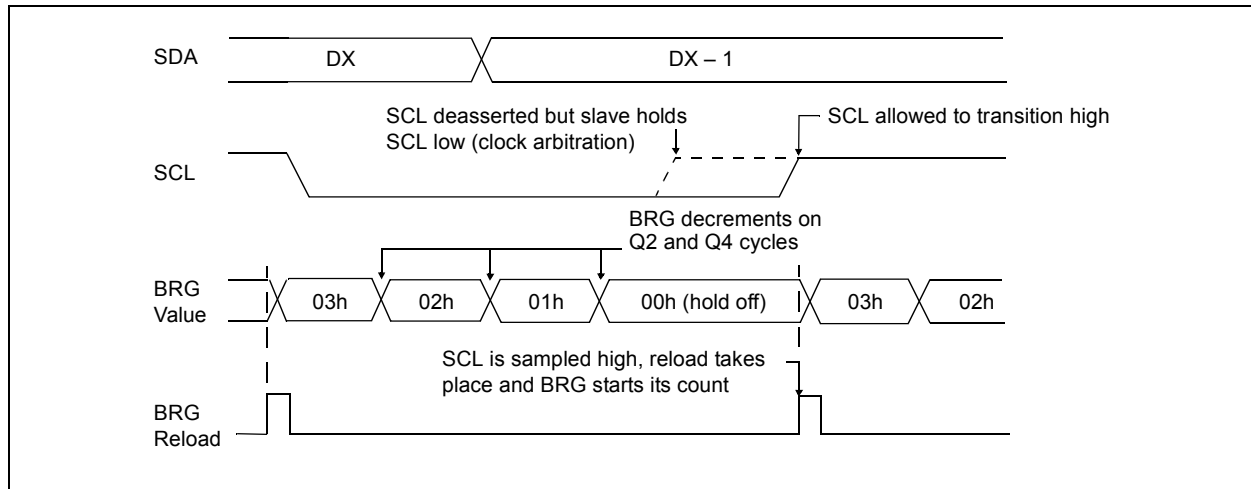 SDA
DX
DX – 1
SCL deasserted but slave holds
SCL low (clock arbitration)
SCL allowed to transition high
SCL
BRG decrements on
Q2 and Q4 cycles
BRG
Value
03h
02h
01h
00h (hold off)
03h
02h
SCL is sampled high, reload takes
place and BRG starts its count
BRG
Reload